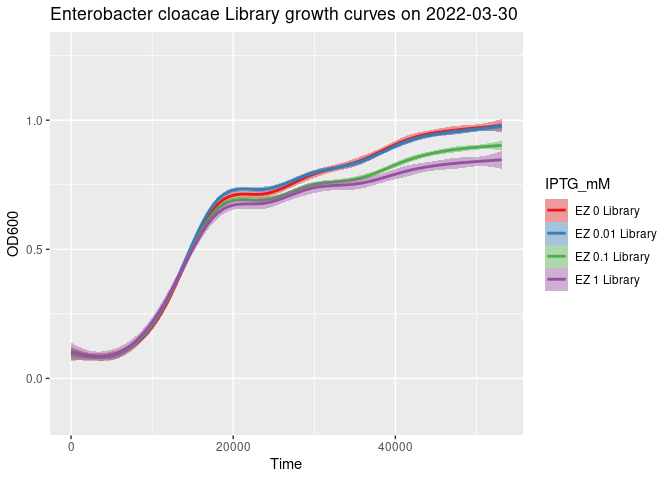 Enterobacter cloacae Library growth curves on 2022-03-30
1.0
0.5
0.0
OD600
0
20000
40000
Time
IPTG_mM
EZ 0 Library
EZ 0.01 Library
EZ 0.1 Library
EZ 1 Library